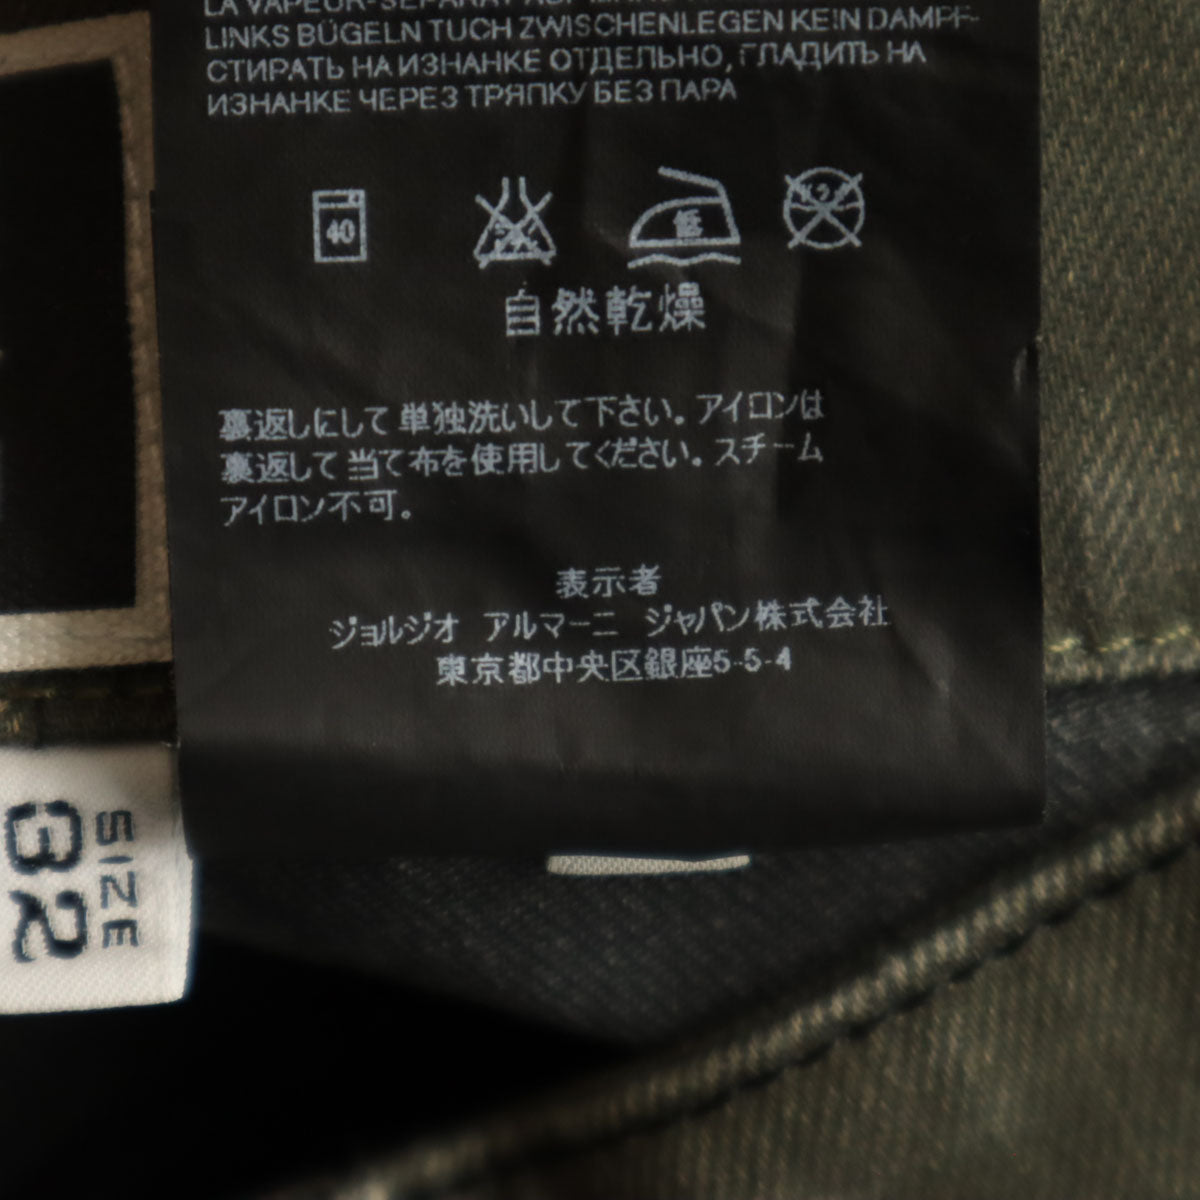 LINKS BÜGELN TUCH ZWISCHENLEGEN KEIN DAMPF-
СТИРАТЬ НА ИЗНАНКЕ ОТДЕЛЬНО, ГЛАДИТЬ НА
ИЗНАНКЕ ЧЕРЕЗ ТРЯПКУ БЕЗ ПАРА
40
低
自然乾燥
裏返しにして 単独洗いして下さい。アイロンは
裏返して 当て布を使用してください。スチーム
アイロン不可。
表示者
ジョルジオ アルマーニ ジャパン株式会社
東京都中央区銀座5-5-4
SIZE
32